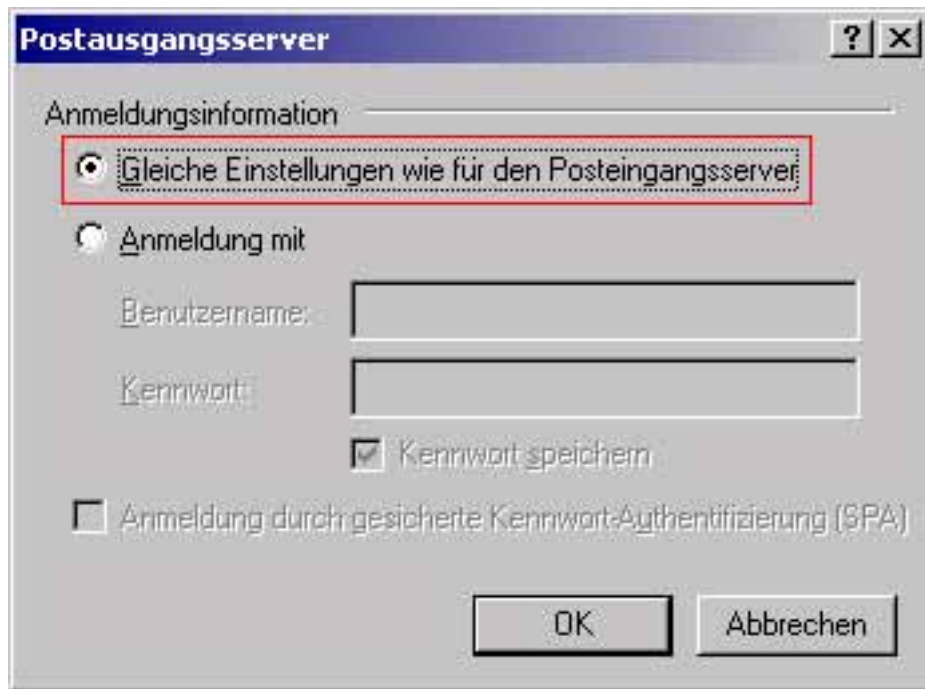 Postausgangsserver
Anmeldungsinformation
Gleiche Einstellungen wie für den Posteingangsserver
Anmeldung mit
Benutzername:
Kennwort:
Kennwort speichern
Anmeldung durch gesicherte Kennwort-Authentifizierung (SPA)
OK Abbrechen